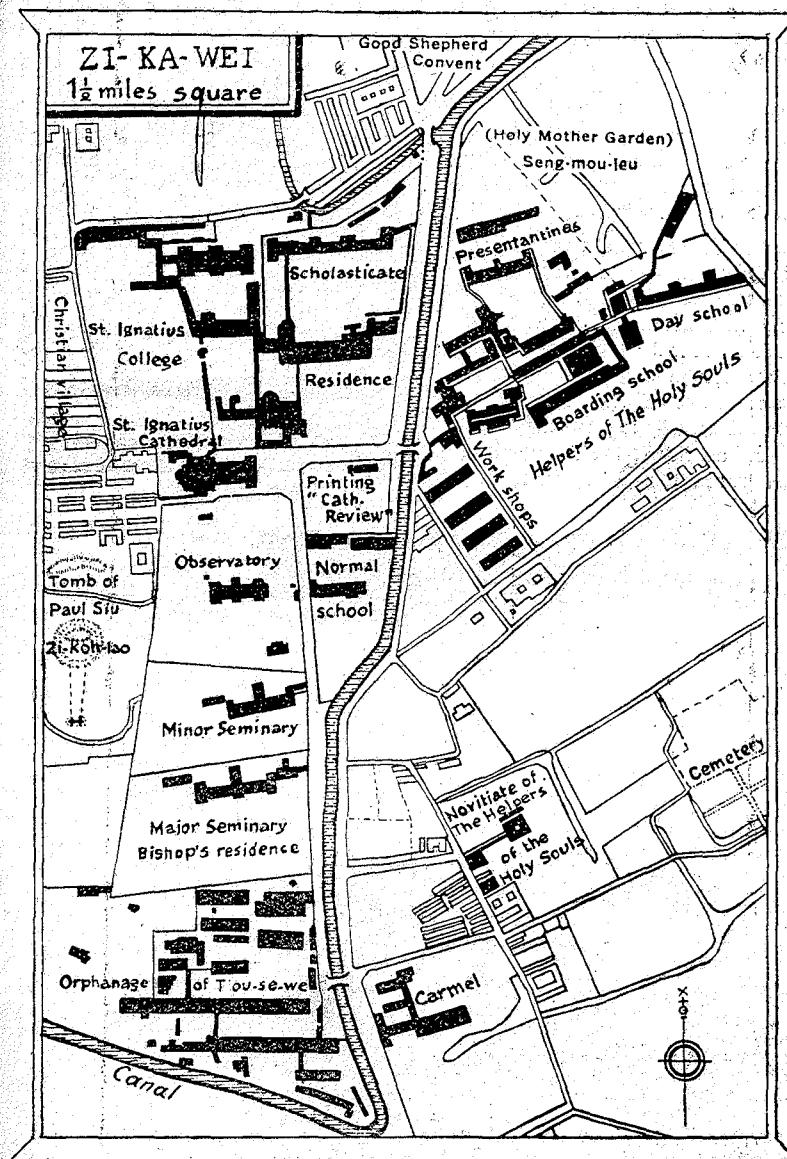 ZI-KA-WEI
1½ miles square
Good Shepherd
Convent
(Holy Mother Garden)
Seng-mou-ieu
Presentantines
Scholasticate
Christian village
St. Ignatius
College
Residence
Day school
Boarding school
Helpers of The Holy Souls
St. Ignatius
Cathedral
Work shops
Printing
"Cath.
Review"
Observatory
Normal
school
Tomb of
Paul Siu
Zi-Koh-lao
Minor Seminary
Major Seminary
Bishop's residence
Novitiate of
The Helpers
of the
Holy Souls
Cemetery
Orphanage
of T'ou-se-we
Carmel
Canal